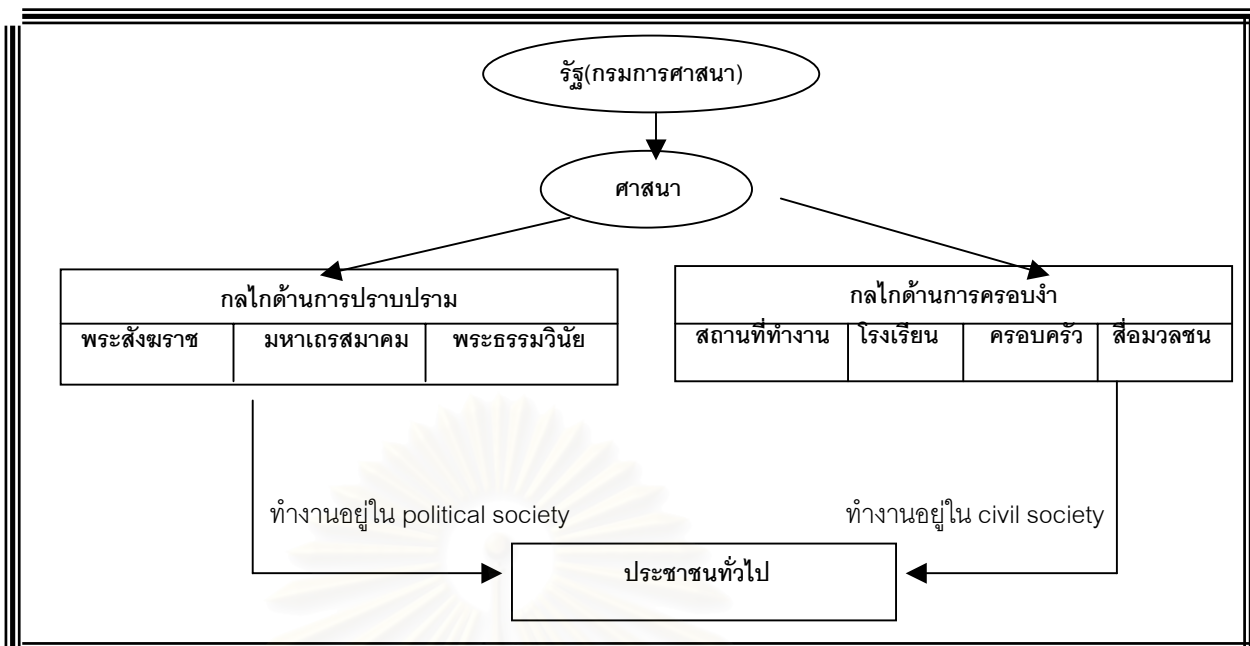 รัฐ(กรมการศาสนา)
ศาสนา
กลไกด้านการปราบปราม
พระสังฆราช มหาเถรสมาคม พระธรรมวินัย
กลไกด้านการครอบงำ
สถานที่ทำงาน โรงเรียน ครอบครัว สื่อมวลชน
ทำงานอยู่ใน political society
ทำงานอยู่ใน civil society
ประชาชนทั่วไป